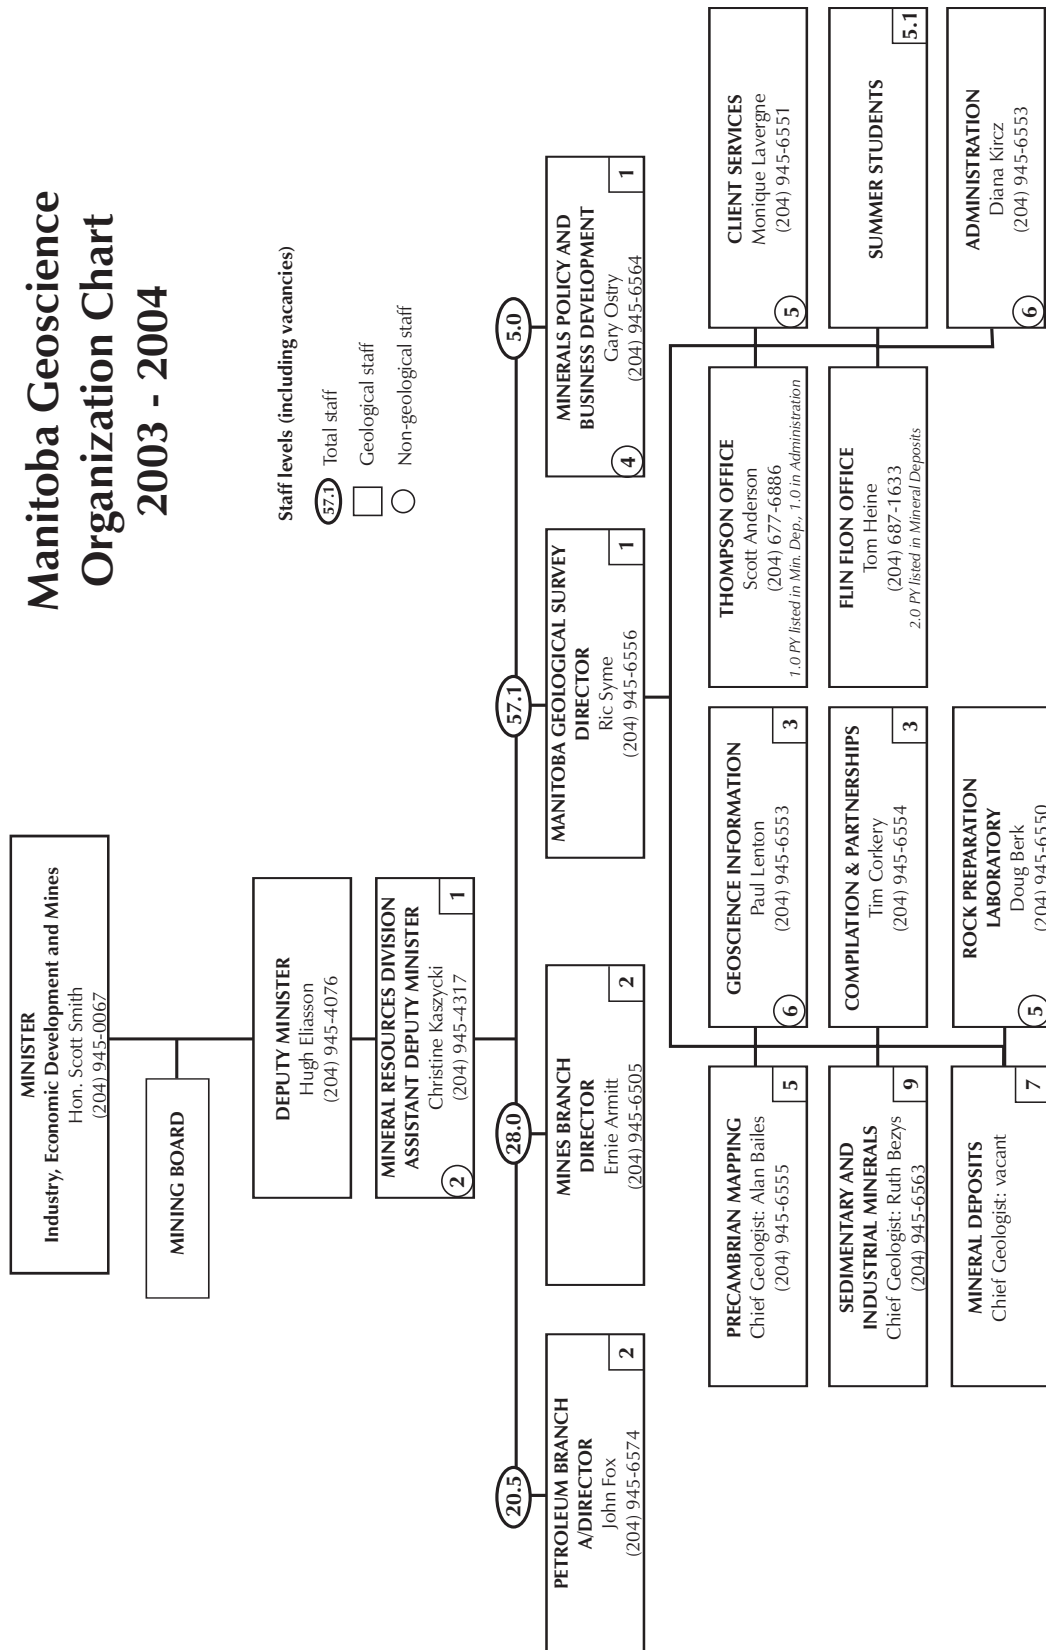 Manitoba Geoscience
Organization Chart
2003 - 2004
Staff levels (including vacancies)
57.1 Total staff
Geological staff
Non-geological staff
MINISTER
Industry, Economic Development and Mines
Hon. Scott Smith
(204) 945-0067
MINING BOARD
DEPUTY MINISTER
Hugh Eliasson
(204) 945-4076
MINERAL RESOURCES DIVISION
ASSISTANT DEPUTY MINISTER
Christine Kaszycki
(204) 945-4317
2
1
20.5
PETROLEUM BRANCH
A/DIRECTOR
John Fox
(204) 945-6574
2
28.0
MINES BRANCH
DIRECTOR
Ernie Armitt
(204) 945-6505
2
57.1
MANITOBA GEOLOGICAL SURVEY
DIRECTOR
Ric Syme
(204) 945-6556
1
5.0
MINERALS POLICY AND
BUSINESS DEVELOPMENT
Gary Ostry
(204) 945-6564
4
1
PRECAMBRIAN MAPPING
Chief Geologist: Alan Bailes
(204) 945-6555
5
GEOSCIENCE INFORMATION
Paul Lenton
(204) 945-6553
6
3
THOMPSON OFFICE
Scott Anderson
(204) 677-6886
1.0 PY listed in Min. Dep., 1.0 in Administration
CLIENT SERVICES
Monique Lavergne
(204) 945-6551
5
SEDIMENTARY AND
INDUSTRIAL MINERALS
Chief Geologist: Ruth Bezys
(204) 945-6563
9
COMPILATION & PARTNERSHIPS
Tim Corkery
(204) 945-6554
3
FLIN FLON OFFICE
Tom Heine
(204) 687-1633
2.0 PY listed in Mineral Deposits
SUMMER STUDENTS
5.1
MINERAL DEPOSITS
Chief Geologist: vacant
7
ROCK PREPARATION
LABORATORY
Doug Berk
(204) 945-6550
5
ADMINISTRATION
Diana Kircz
(204) 945-6553
6